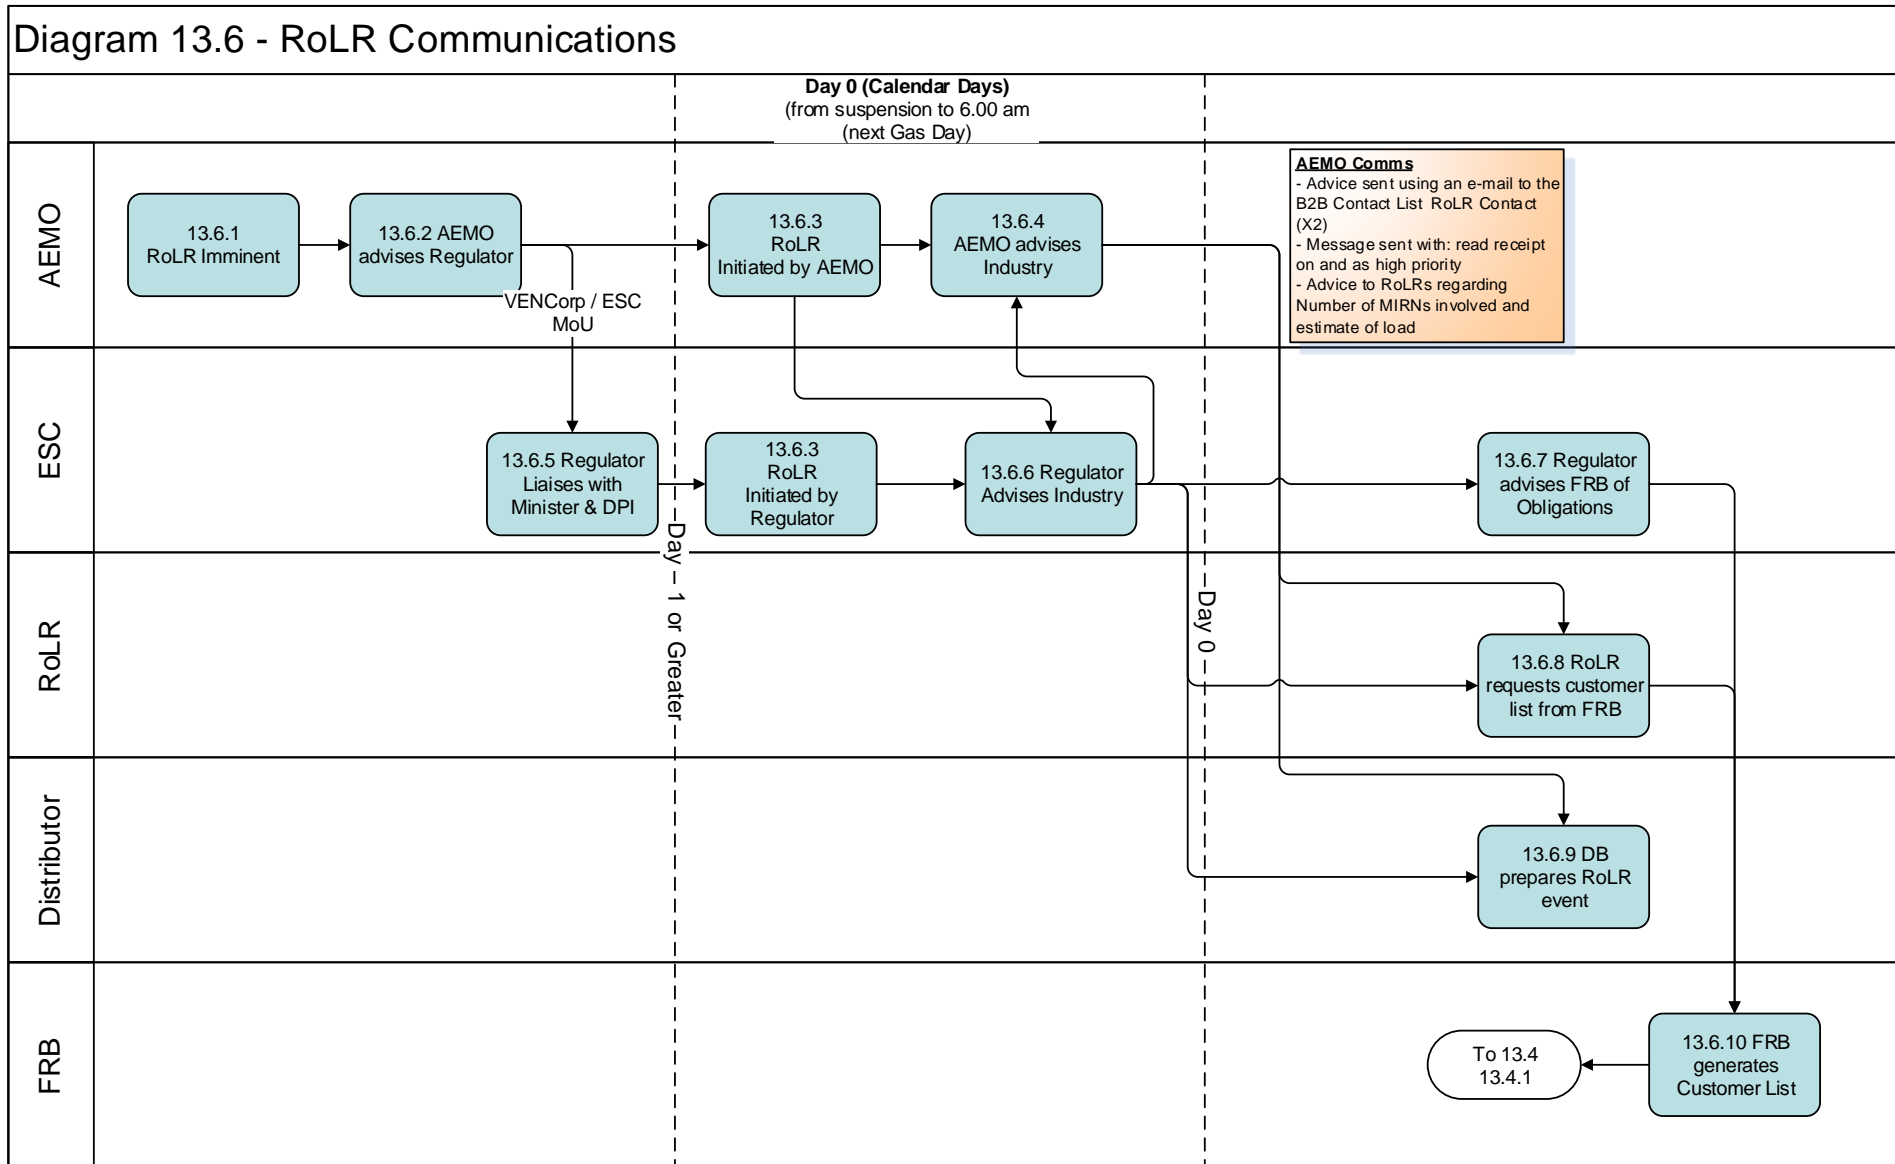 Diagram 13.6 - RoLR Communications
Day 0 (Calendar Days)
(from suspension to 6.00 am
(next Gas Day)
AEMO
13.6.1
RoLR Imminent
13.6.2 AEMO
advises Regulator
VENCorp / ESC
MoU
13.6.3
RoLR
Initiated by AEMO
13.6.4
AEMO advises
Industry
AEMO Comms
- Advice sent using an e-mail to the
B2B Contact List RoLR Contact
(X2)
- Message sent with: read receipt
on and as high priority
- Advice to RoLRs regarding
Number of MIRNs involved and
estimate of load
ESC
13.6.5 Regulator
Liaises with
Minister & DPI
13.6.3
RoLR
Initiated by
Regulator
13.6.6 Regulator
Advises Industry
13.6.7 Regulator
advises FRB of
Obligations
Day – 1 or Greater
Day 0
RoLR
13.6.8 RoLR
requests customer
list from FRB
Distributor
13.6.9 DB
prepares RoLR
event
FRB
To 13.4
13.4.1
13.6.10 FRB
generates
Customer List